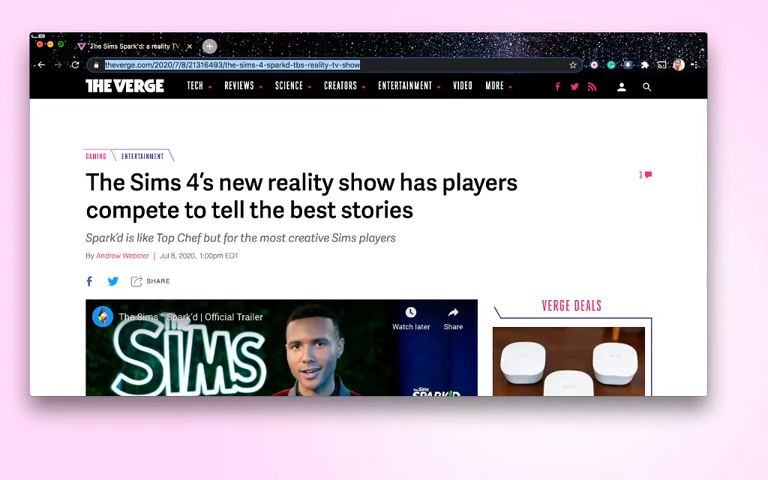 The Sims Spark'd: a reality TV
theverge.com/2020/7/8/21316493/the-sims-4-sparkd-tbs-reality-tv-show
THE VERGE
TECH REVIEWS SCIENCE CREATORS ENTERTAINMENT VIDEO MORE
GAMING ENTERTAINMENT
The Sims 4's new reality show has players
compete to tell the best stories
3
Spark'd is like Top Chef but for the most creative Sims players
By Andrew Webster | Jul 8, 2020, 1:00pm EDT
SHARE
VERGE DEALS
The Sims™ Spark'd | Official Trailer
Watch later Share
THE
SIMS
The Sims
SPARK'D